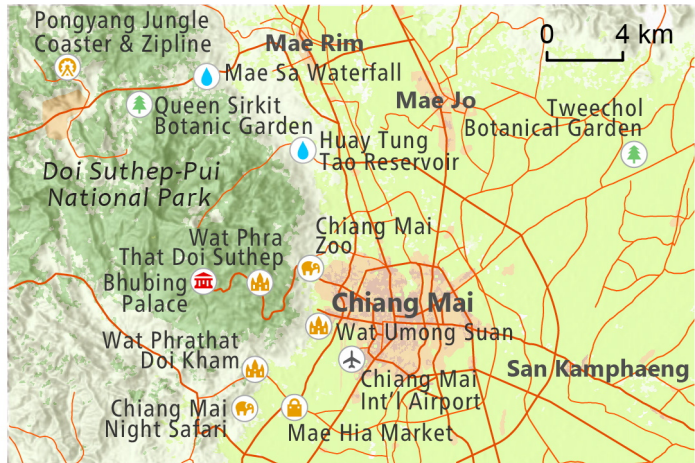 Pongyang Jungle
Coaster & Zipline
Mae Rim
0 4 km
Mae Sa Waterfall
Mae Jo
Queen Sirkit
Botanic Garden
Tweechol
Botanical Garden
Huay Tung
Tao Reservoir
Doi Suthep-Pui
National Park
Chiang Mai
Zoo
Wat Phra
That Doi Suthep
Bhubing
Palace
Chiang Mai
Wat Umong Suan
Wat Phrathat
Doi Kham
San Kamphaeng
Chiang Mai
Int'l Airport
Chiang Mai
Night Safari
Mae Hia Market